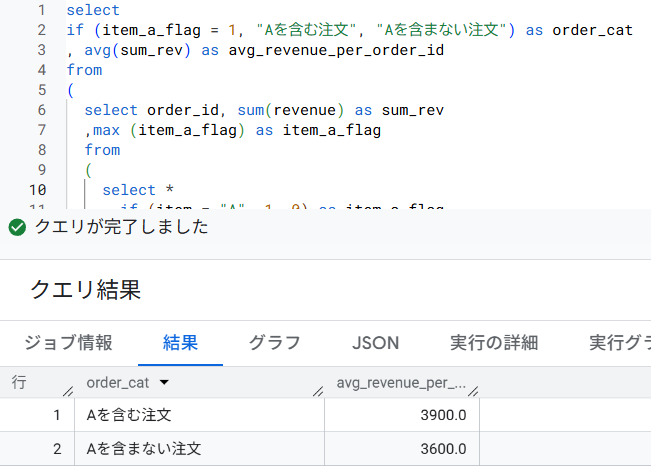 1 select
2 if (item_a_flag = 1, "Aを含む注文", "Aを含まない注文") as order_cat
3 , avg(sum_rev) as avg_revenue_per_order_id
4 from
5 (
6 select order_id, sum(revenue) as sum_rev
7 ,max (item_a_flag) as item_a_flag
8 from
9 (
10 select *
11 , if (item = "A", 1, 0) as item_a_flag
クエリが完了しました
クエリ結果
ジョブ情報 結果 グラフ JSON 実行の詳細 実行グラ
行 order_cat avg_revenue_per_...
1 Aを含む注文 3900.0
2 Aを含まない注文 3600.0